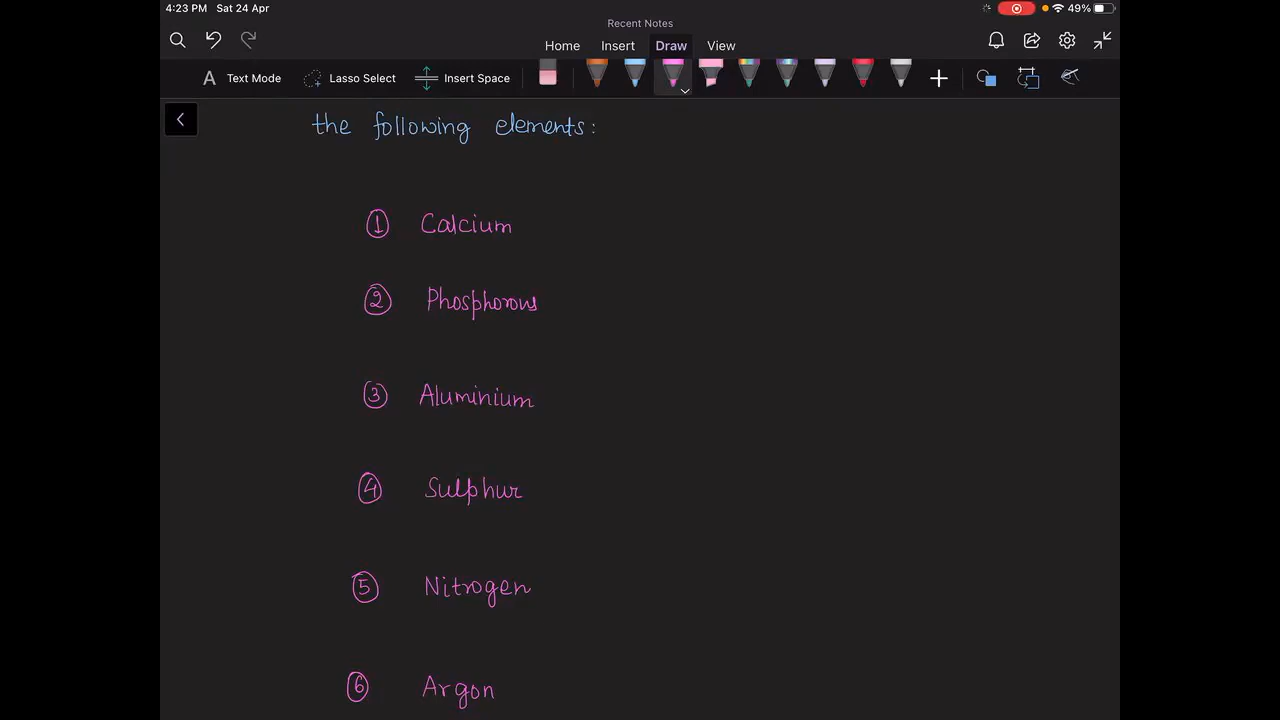 4:23 PM Sat 24 Apr
49%
Recent Notes
Home Insert Draw View
A Text Mode Lasso Select Insert Space
the following elements:
1 Calcium
2 Phosphorous
3 Aluminium
4 Sulphur
5 Nitrogen
6 Argon